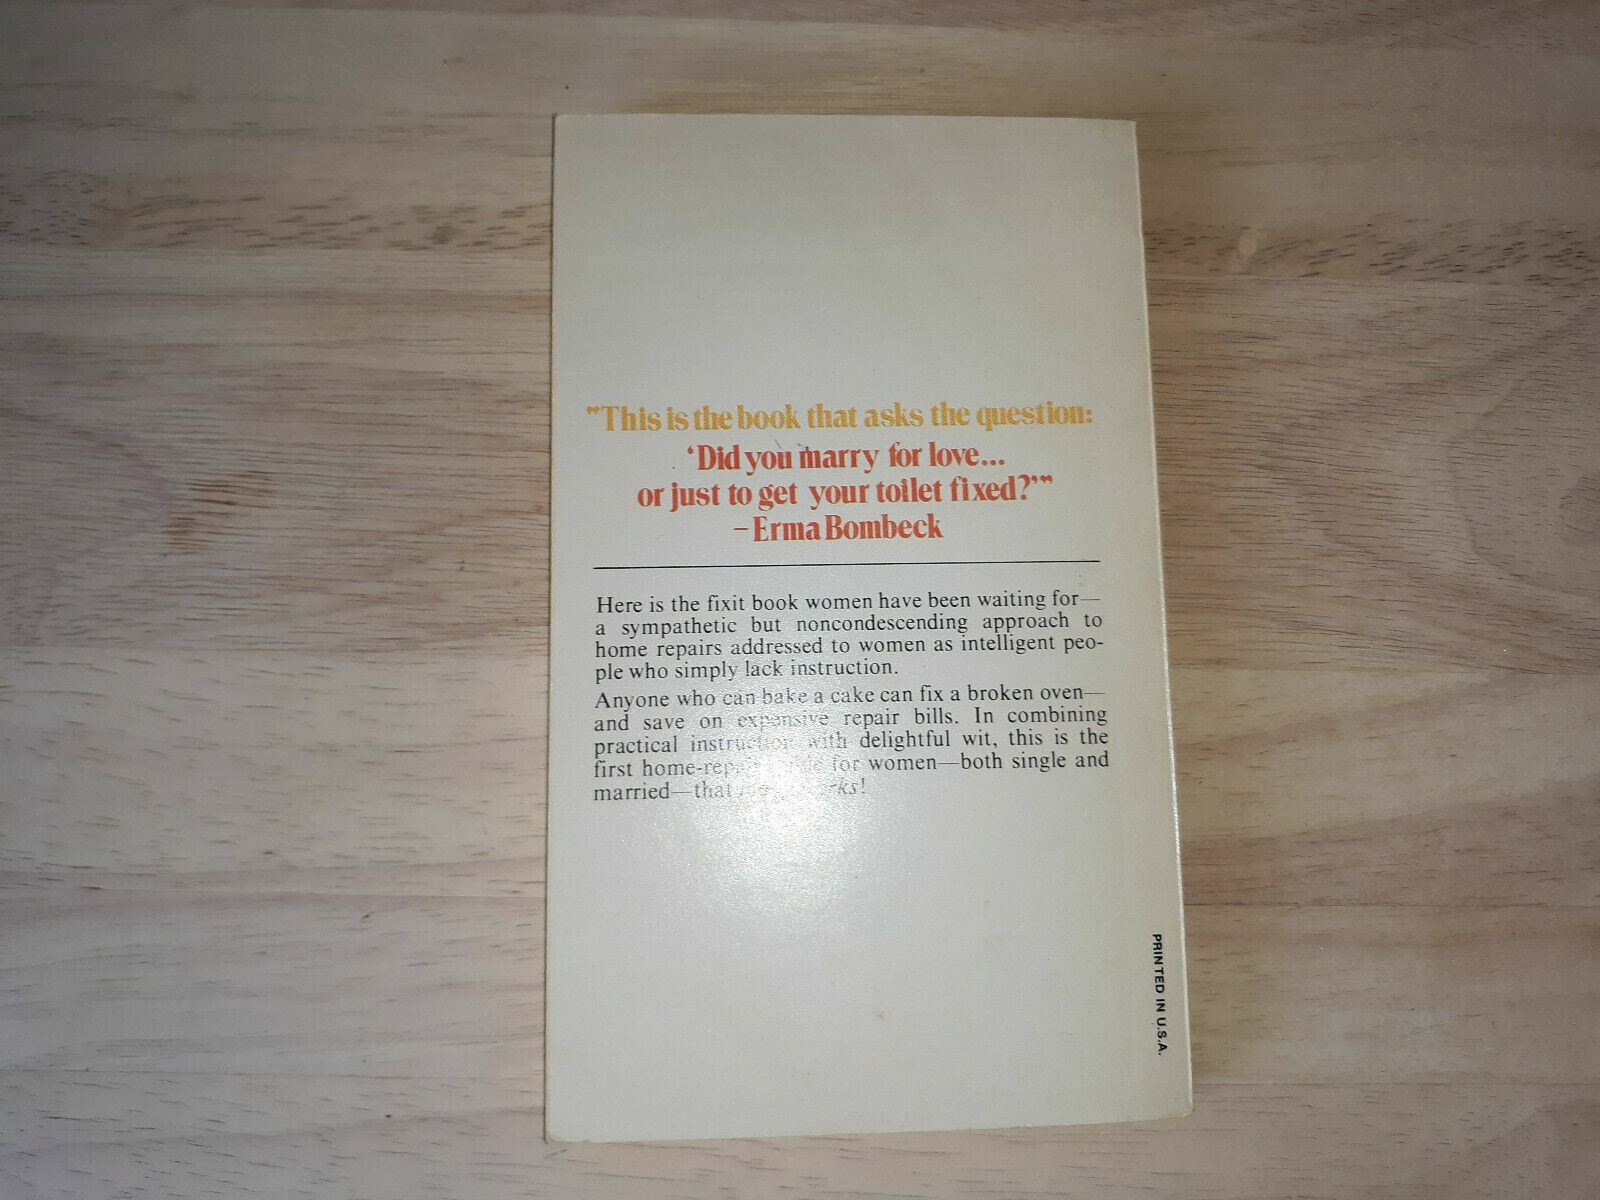 "This is the book that asks the question:
'Did you marry for love...
or just to get your toilet fixed?'"
–Erma Bombeck
Here is the fixit book women have been waiting for—
a sympathetic but noncondescending approach to
home repairs addressed to women as intelligent peo-
ple who simply lack instruction.
Anyone who can bake a cake can fix a broken oven—
and save on expensive repair bills. In combining
practical instruction with delightful wit, this is the
first home-repair for women—both single and
married—that works!
PRINTED IN U.S.A.